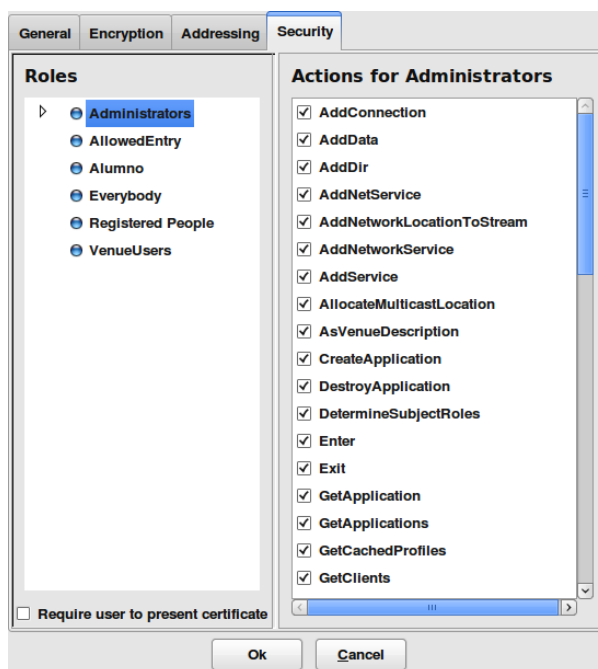 General Encryption Addressing Security
Roles
Administrators
AllowedEntry
Alumno
Everybody
Registered People
VenueUsers
Require user to present certificate
Actions for Administrators
AddConnection
AddData
AddDir
AddNetService
AddNetworkLocationToStream
AddNetworkService
AddService
AllocateMulticastLocation
AsVenueDescription
CreateApplication
DestroyApplication
DetermineSubjectRoles
Enter
Exit
GetApplication
GetApplications
GetCachedProfiles
GetClients
Ok Cancel